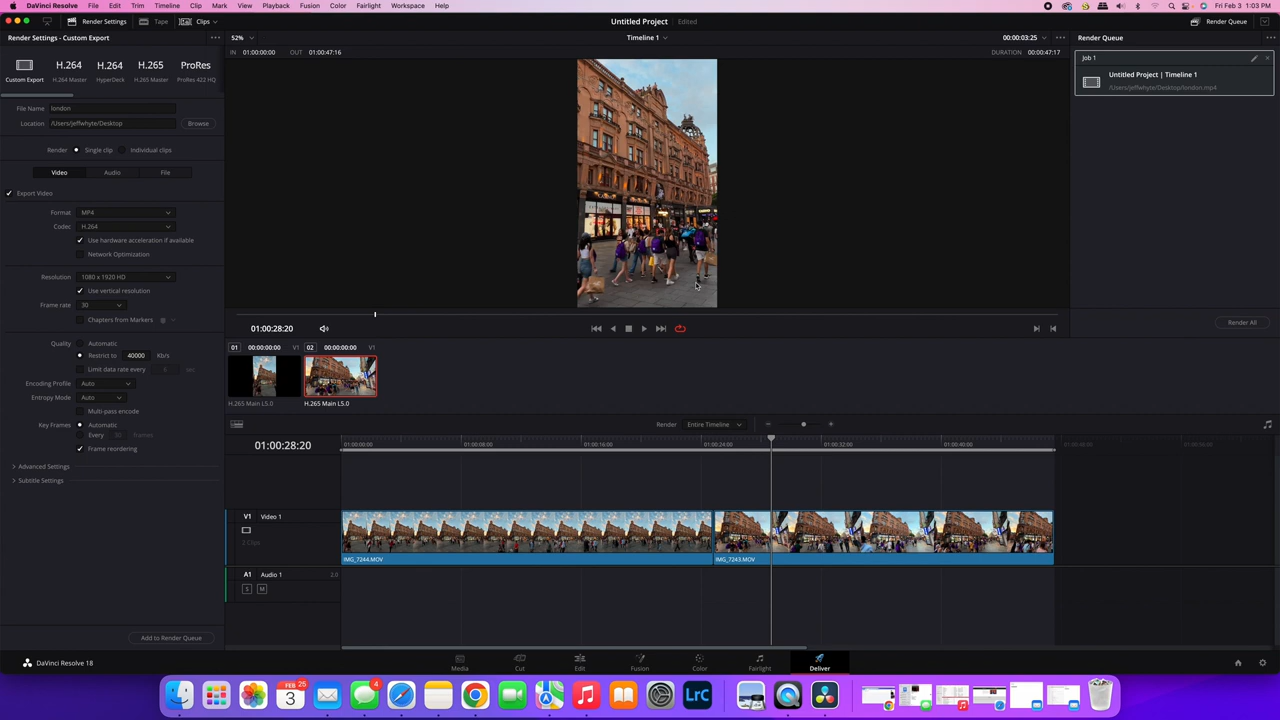 DaVinci Resolve File Edit Trim Timeline Clip Mark View Playback Fusion Color Fairlight Workspace Help Fri Feb 3 1:03 PM
Render Settings Tape Clips Untitled Project Edited Render Queue
Render Settings - Custom Export 52% Timeline 1 00:00:03:25 Render Queue
IN 01:00:00:00 OUT 01:00:47:16 DURATION 00:00:47:17
Job 1
H.264 H.264 H.265 ProRes
Custom Export H.264 Master HyperDeck H.265 Master ProRes 422 HQ
Untitled Project | Timeline 1
/Users/jeffwhyte/Desktop/london.mp4
File Name london
Location /Users/jeffwhyte/Desktop Browse
Render Single clip Individual clips
Video Audio File
Export Video
Format MP4
Codec H.264
Use hardware acceleration if available
Network Optimization
Resolution 1080 x 1920 HD
Use vertical resolution
Frame rate 30
Chapters from Markers
01:00:28:20
Render All
Quality Automatic
Restrict to 40000 Kb/s
Limit data rate every sec
01 00:00:00:00 V1 02 00:00:00:00 V1
Encoding Profile Auto
Entropy Mode Auto
H.265 Main L5.0 H.265 Main L5.0
Multi-pass encode
Key Frames Automatic
Every 30 frames
Frame reordering
Render Entire Timeline
01:00:28:20 01:00:00:00 01:00:08:00 01:00:16:00 01:00:24:00 01:00:32:00 01:00:40:00
Advanced Settings
Subtitle Settings
V1 Video 1
2 Clips
IMG_7244.MOV IMG_7243.MOV
A1 Audio 1 2.0
S M
Add to Render Queue
DaVinci Resolve 18 Media Cut Edit Fusion Color Fairlight Deliver
FEB 25 4
3 LrC